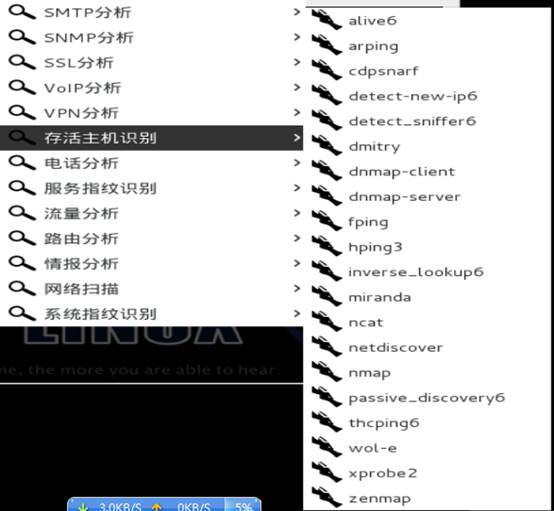 SMTP分析
SNMP分析
SSL分析
VoIP分析
VPN分析
存活主机识别
电话分析
服务指纹识别
流量分析
路由分析
情报分析
网络扫描
系统指纹识别
alive6
arping
cdpsnarf
detect-new-ip6
detect_sniffer6
dmitry
dnmap-client
dnmap-server
fping
hping3
inverse_lookup6
miranda
ncat
netdiscover
nmap
passive_discovery6
thcping6
wol-e
xprobe2
zenmap
LINUX
me, the more you are able to hear
3.0KB/S 0KB/S 5%